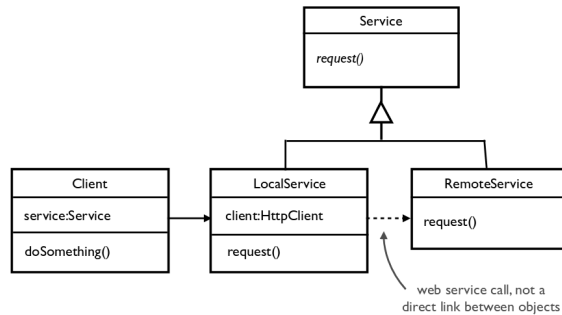 Service
request()
Client
service:Service
doSomething()
LocalService
client:HttpClient
request()
RemoteService
request()
web service call, not a
direct link between objects